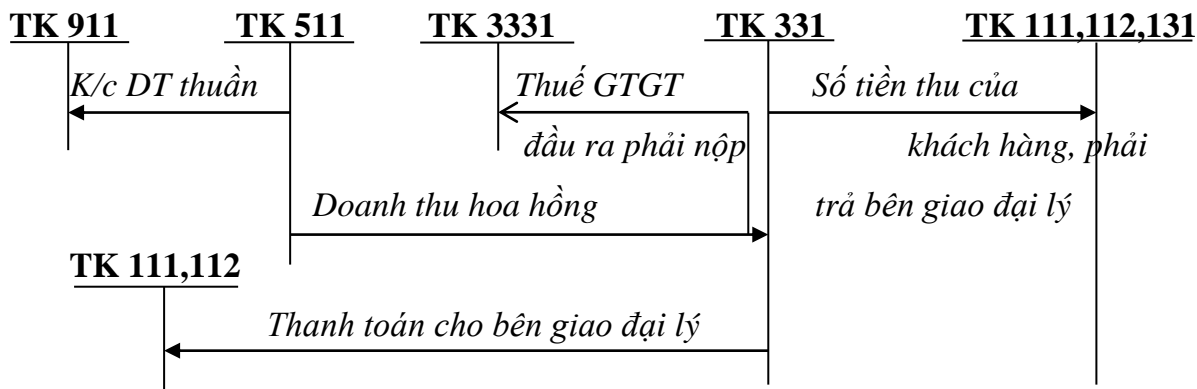 TK 911 TK 511 TK 3331 TK 331 TK 111,112,131
K/c DT thuần Thuế GTGT Số tiền thu của
đầu ra phải nộp khách hàng, phải
Doanh thu hoa hồng trả bên giao đại lý
TK 111,112
Thanh toán cho bên giao đại lý